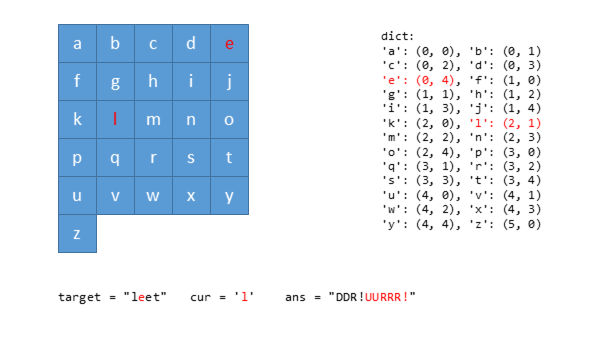 a b c d e
f g h i j
k l m n o
p q r s t
u v w x y
z
dict:
'a': (0, 0), 'b': (0, 1)
'c': (0, 2), 'd': (0, 3)
'e': (0, 4), 'f': (1, 0)
'g': (1, 1), 'h': (1, 2)
'i': (1, 3), 'j': (1, 4)
'k': (2, 0), 'l': (2, 1)
'm': (2, 2), 'n': (2, 3)
'o': (2, 4), 'p': (3, 0)
'q': (3, 1), 'r': (3, 2)
's': (3, 3), 't': (3, 4)
'u': (4, 0), 'v': (4, 1)
'w': (4, 2), 'x': (4, 3)
'y': (4, 4), 'z': (5, 0)
target = "leet" cur = 'l' ans = "DDR!UURRR!"